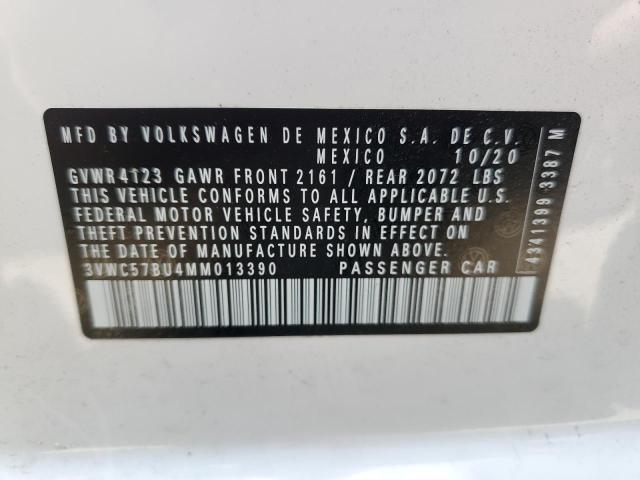 MFD BY VOLKSWAGEN DE MEXICO S.A. DE C.V.
MEXICO 10/20
GVWR 4123 GAWR FRONT 2161 / REAR 2072 LBS
THIS VEHICLE CONFORMS TO ALL APPLICABLE U.S.
FEDERAL MOTOR VEHICLE SAFETY, BUMPER AND
THEFT PREVENTION STANDARDS IN EFFECT ON
THE DATE OF MANUFACTURE SHOWN ABOVE.
3VWC57BU4MM013390 PASSENGER CAR
4341399 3387 M